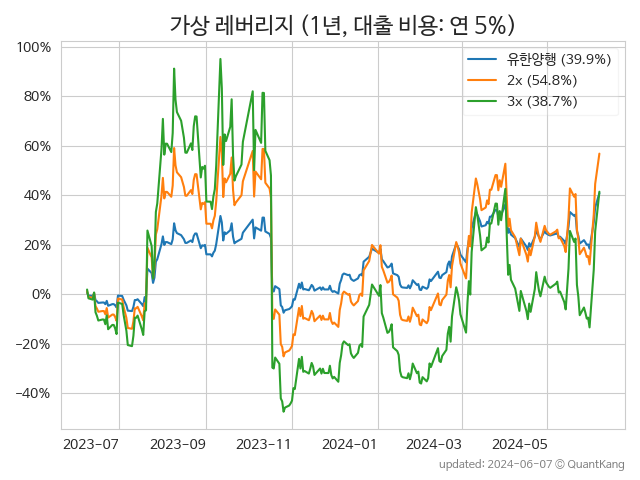 가상 레버리지 (1년, 대출 비용: 연 5%)
유한양행 (39.9%)
2x (54.8%)
3x (38.7%)
100%
80%
60%
40%
20%
0%
−20%
−40%
2023-07 2023-09 2023-11 2024-01 2024-03 2024-05
updated: 2024-06-07 © QuantKang